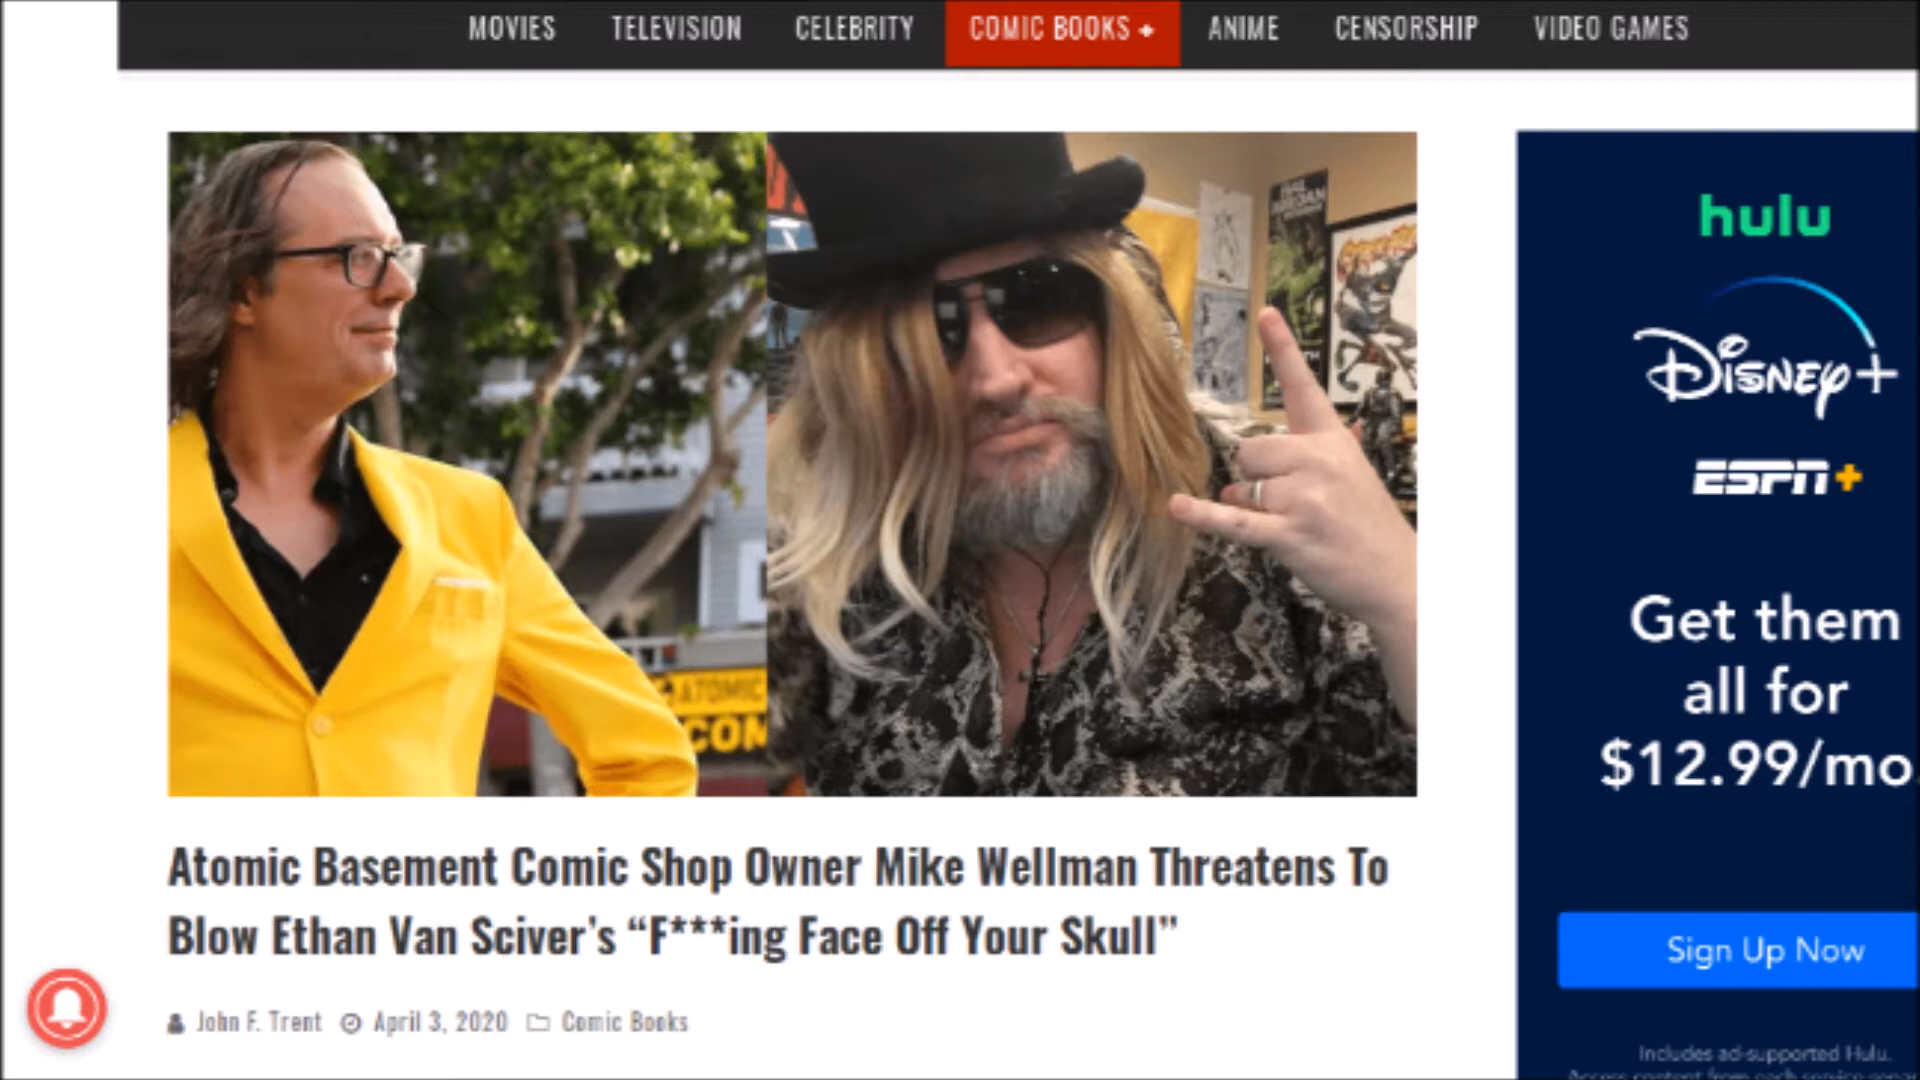 MOVIES TELEVISION CELEBRITY COMIC BOOKS + ANIME CENSORSHIP VIDEO GAMES
ATOMIC
COM
hulu
Disney+
ESPN+
Get them
all for
$12.99/mo.
Sign Up Now
Includes ad-supported Hulu.
Atomic Basement Comic Shop Owner Mike Wellman Threatens To
Blow Ethan Van Sciver's “F***ing Face Off Your Skull”
John F. Trent April 3, 2020 Comic Books